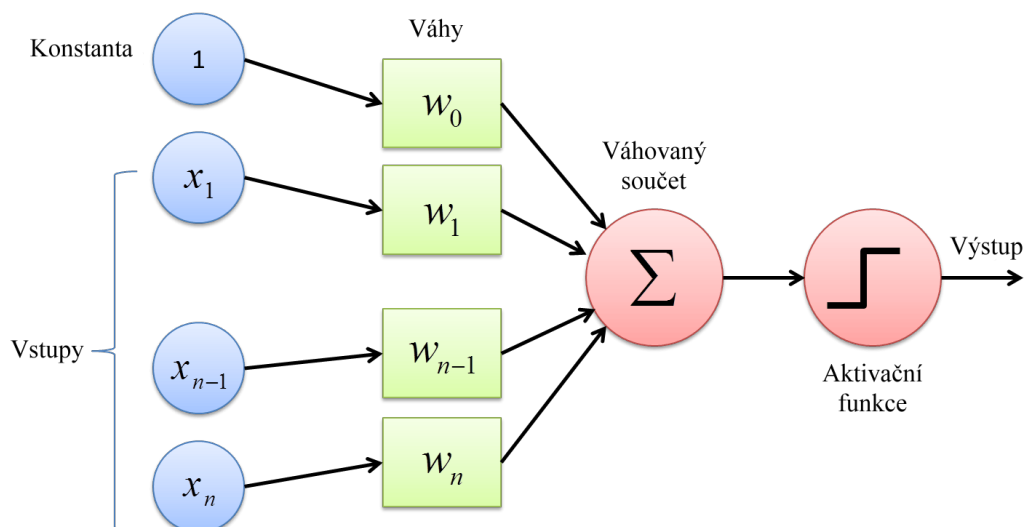 Váhy
Konstanta
1
w₀
x₁
w₁
Váhovaný
součet
Σ
Výstup
Vstupy
xₙ₋₁
wₙ₋₁
Aktivační
funkce
xₙ
wₙ